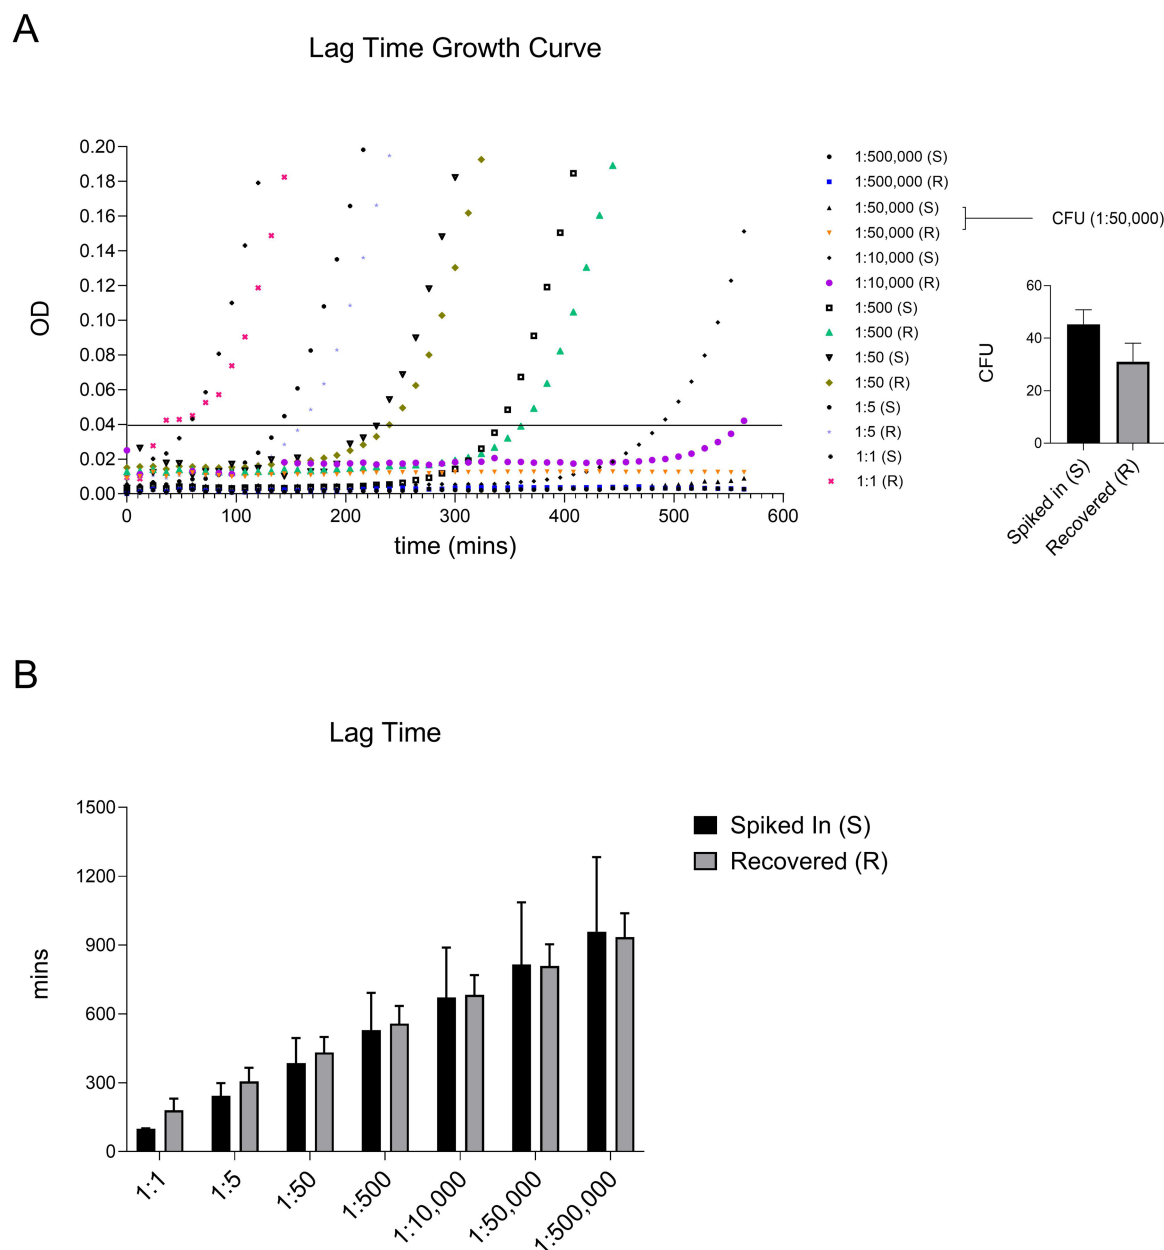 A
Lag Time Growth Curve
OD
0.20
0.18
0.16
0.14
0.12
0.10
0.08
0.06
0.04
0.02
0.00
0 100 200 300 400 500 600
time (mins)
1:500,000 (S)
1:500,000 (R)
1:50,000 (S)
1:50,000 (R)
1:10,000 (S)
1:10,000 (R)
1:500 (S)
1:500 (R)
1:50 (S)
1:50 (R)
1:5 (S)
1:5 (R)
1:1 (S)
1:1 (R)
CFU (1:50,000)
CFU
60
40
20
0
Spiked in (S)
Recovered (R)
B
Lag Time
mins
1500
1200
900
600
300
0
1:1
1:5
1:50
1:500
1:10,000
1:50,000
1:500,000
Spiked In (S)
Recovered (R)